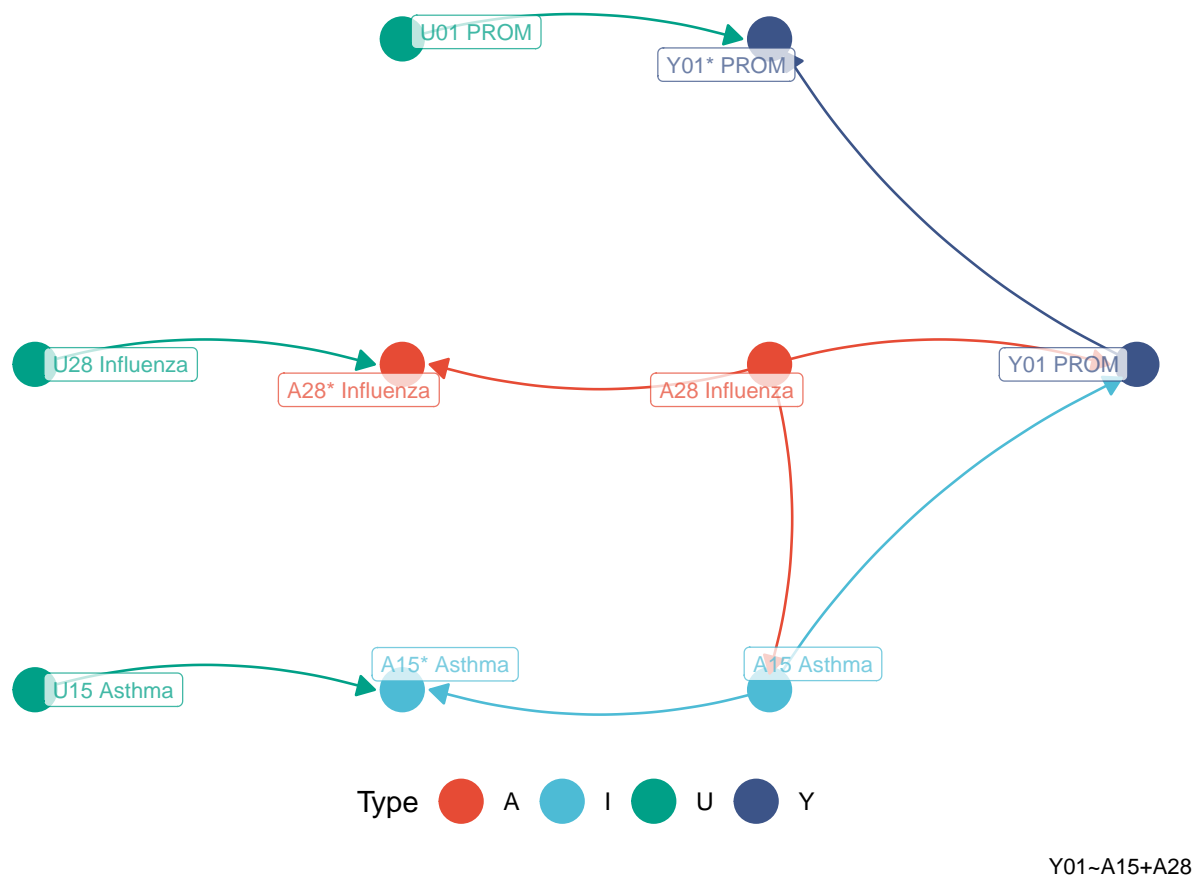 U01 PROM
Y01* PROM
U28 Influenza
A28* Influenza
A28 Influenza
Y01 PROM
A15* Asthma
A15 Asthma
U15 Asthma
Type A I U Y
Y01~A15+A28